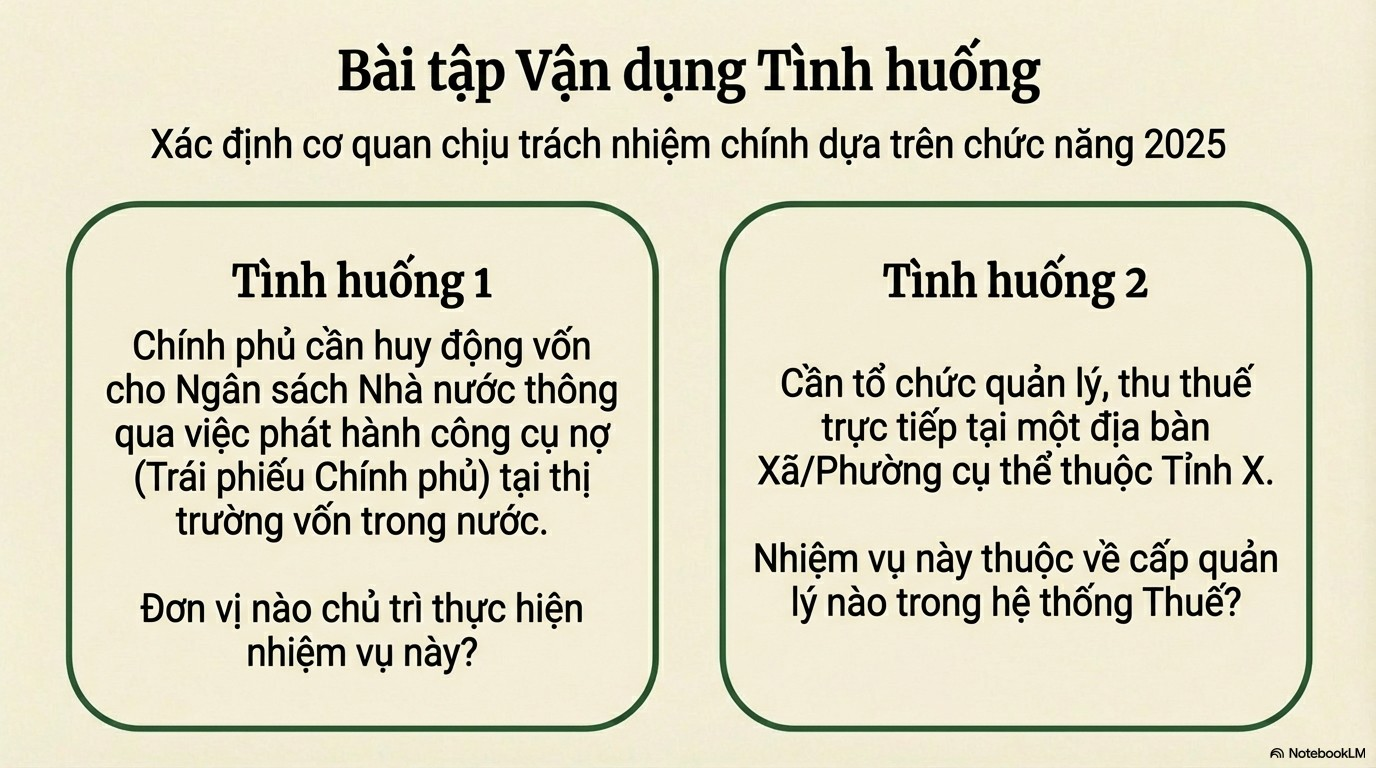 Bài tập Vận dụng Tình huống
Xác định cơ quan chịu trách nhiệm chính dựa trên chức năng 2025
Tình huống 1
Chính phủ cần huy động vốn
cho Ngân sách Nhà nước thông
qua việc phát hành công cụ nợ
(Trái phiếu Chính phủ) tại thị
trường vốn trong nước.
Đơn vị nào chủ trì thực hiện
nhiệm vụ này?
Tình huống 2
Cần tổ chức quản lý, thu thuế
trực tiếp tại một địa bàn
Xã/Phường cụ thể thuộc Tỉnh X.
Nhiệm vụ này thuộc về cấp quản
lý nào trong hệ thống Thuế?
NotebookLM